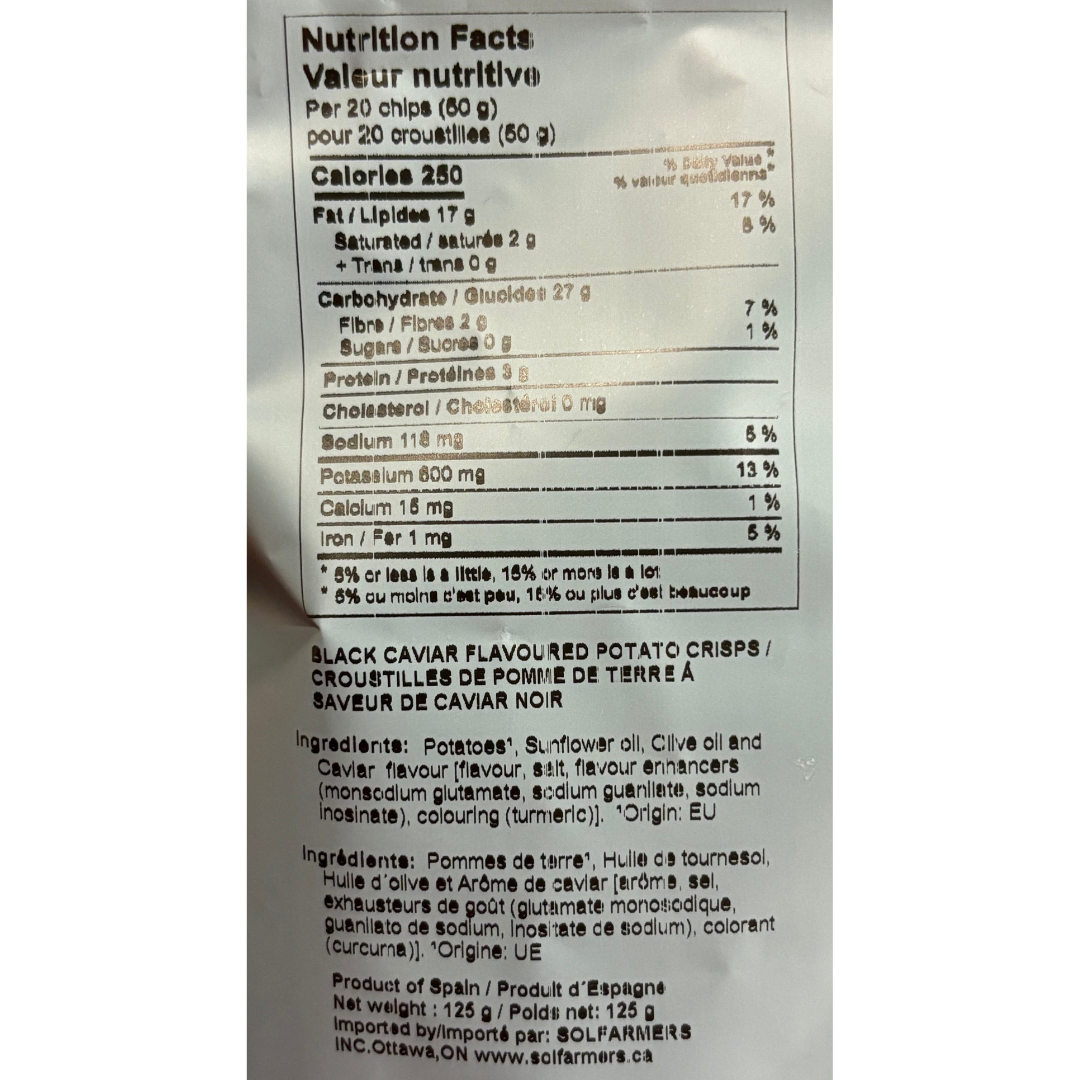 Nutrition Facts
Valeur nutritive
Per 20 chips (50 g)
pour 20 croustilles (50 g)
% Daily Value *
% valeur quotidienne*
Calories 250
Fat / Lipides 17 g 17 %
Saturated / saturés 2 g 8 %
+ Trans / trans 0 g
Carbohydrate / Glucides 27 g
Fibre / Fibres 2 g 7 %
Sugars / Sucres 0 g 1 %
Protein / Protéines 3 g
Cholesterol / Cholestérol 0 mg
Sodium 118 mg 5 %
Potassium 600 mg 13 %
Calcium 15 mg 1 %
Iron / Fer 1 mg 5 %
* 5% or less is a little, 15% or more is a lot
* 5% ou moins c'est peu, 15% ou plus c'est beaucoup
BLACK CAVIAR FLAVOURED POTATO CRISPS /
CROUSTILLES DE POMME DE TERRE Á
SAVEUR DE CAVIAR NOIR
Ingredients: Potatoes¹, Sunflower oil, Olive oil and
Caviar flavour [flavour, salt, flavour enhancers
(monsodium glutamate, sodium guanilate, sodium
inosinate), colouring (turmeric)]. ¹Origin: EU
Ingrédients: Pommes de terre¹, Huile de tournesol,
Huile d´olive et Arôme de caviar [arôme, sel,
exhausteurs de goût (glutamate monosodique,
guanilato de sodium, inositate de sodium), colorant
(curcuma)]. ¹Origine: UE
Product of Spain / Produit d´Espagne
Net weight : 125 g / Poids net: 125 g
Imported by/Importé par: SOLFARMERS
INC.Ottawa,ON www.solfarmers.ca